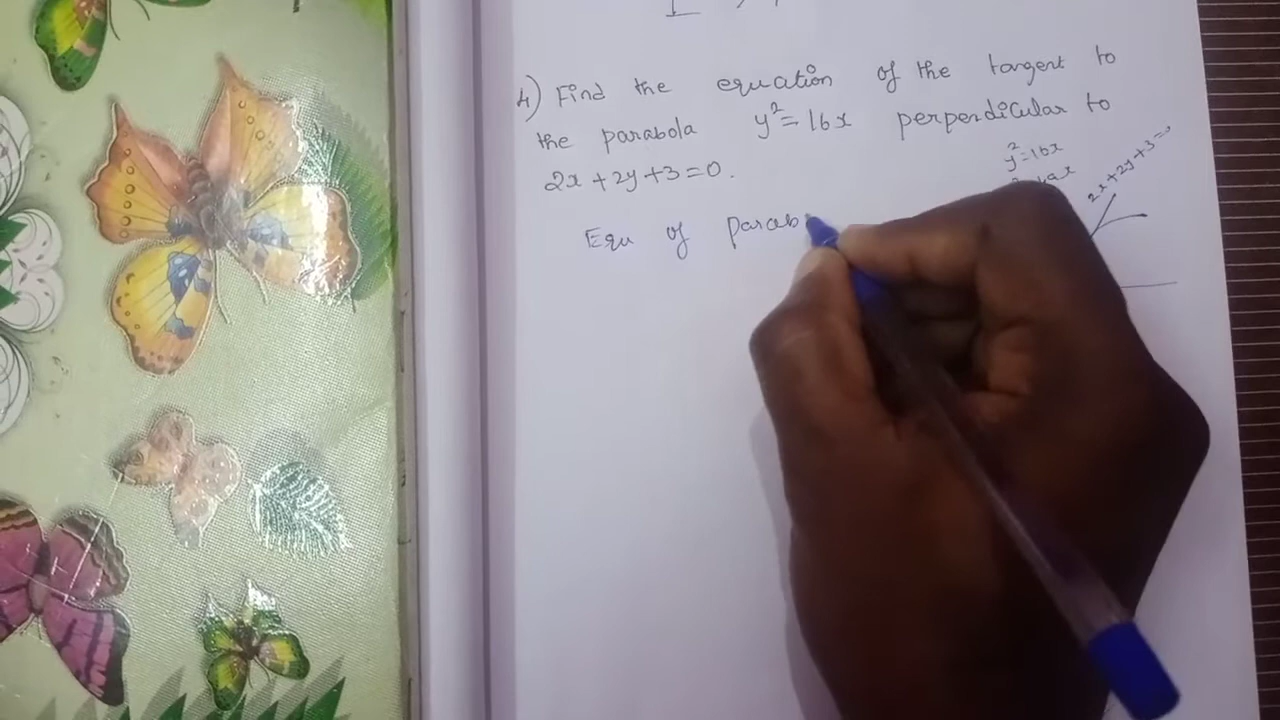 4) Find the equation of the tangent to
the parabola y²=16x perpendicular to
2x+2y+3=0.
y²=16x
2x+2y+3=0
Equ of parab